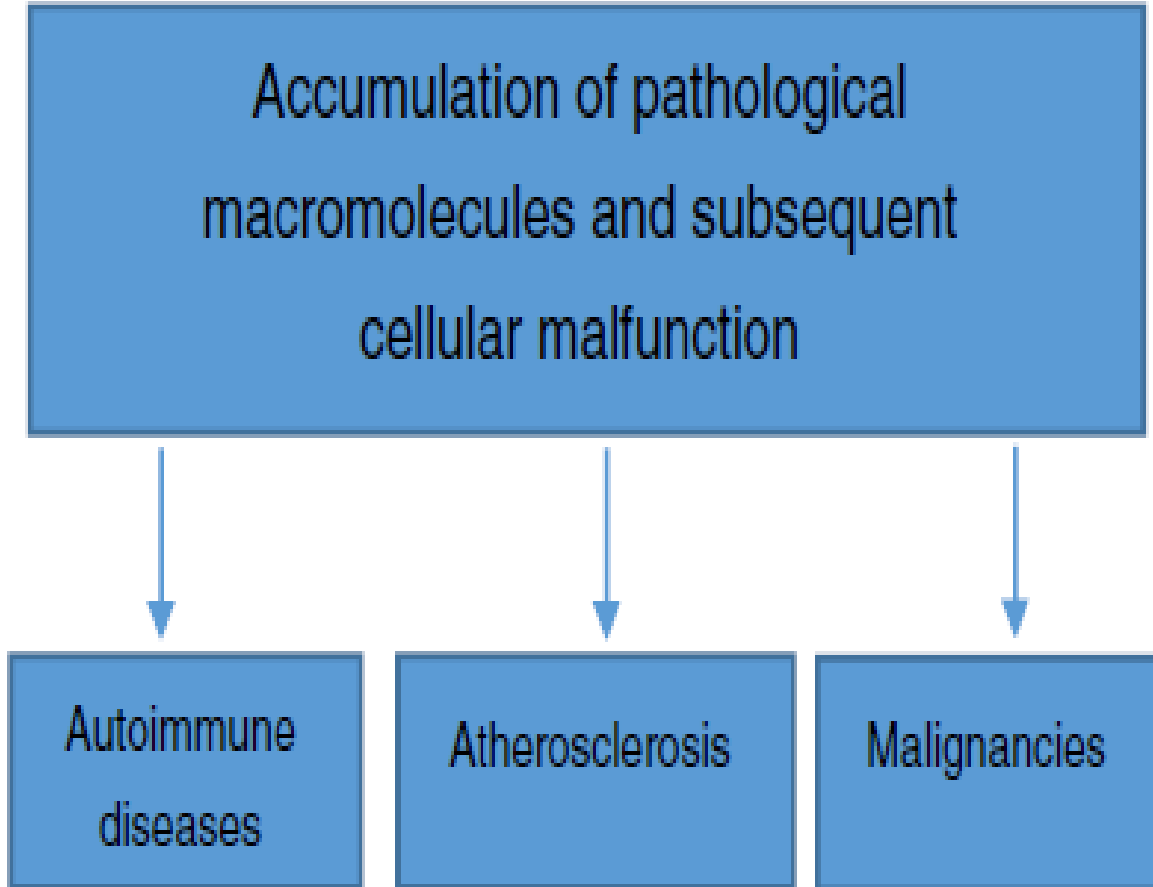 Accumulation of pathological
macromolecules and subsequent
cellular malfunction
Autoimmune
diseases
Atherosclerosis
Malignancies